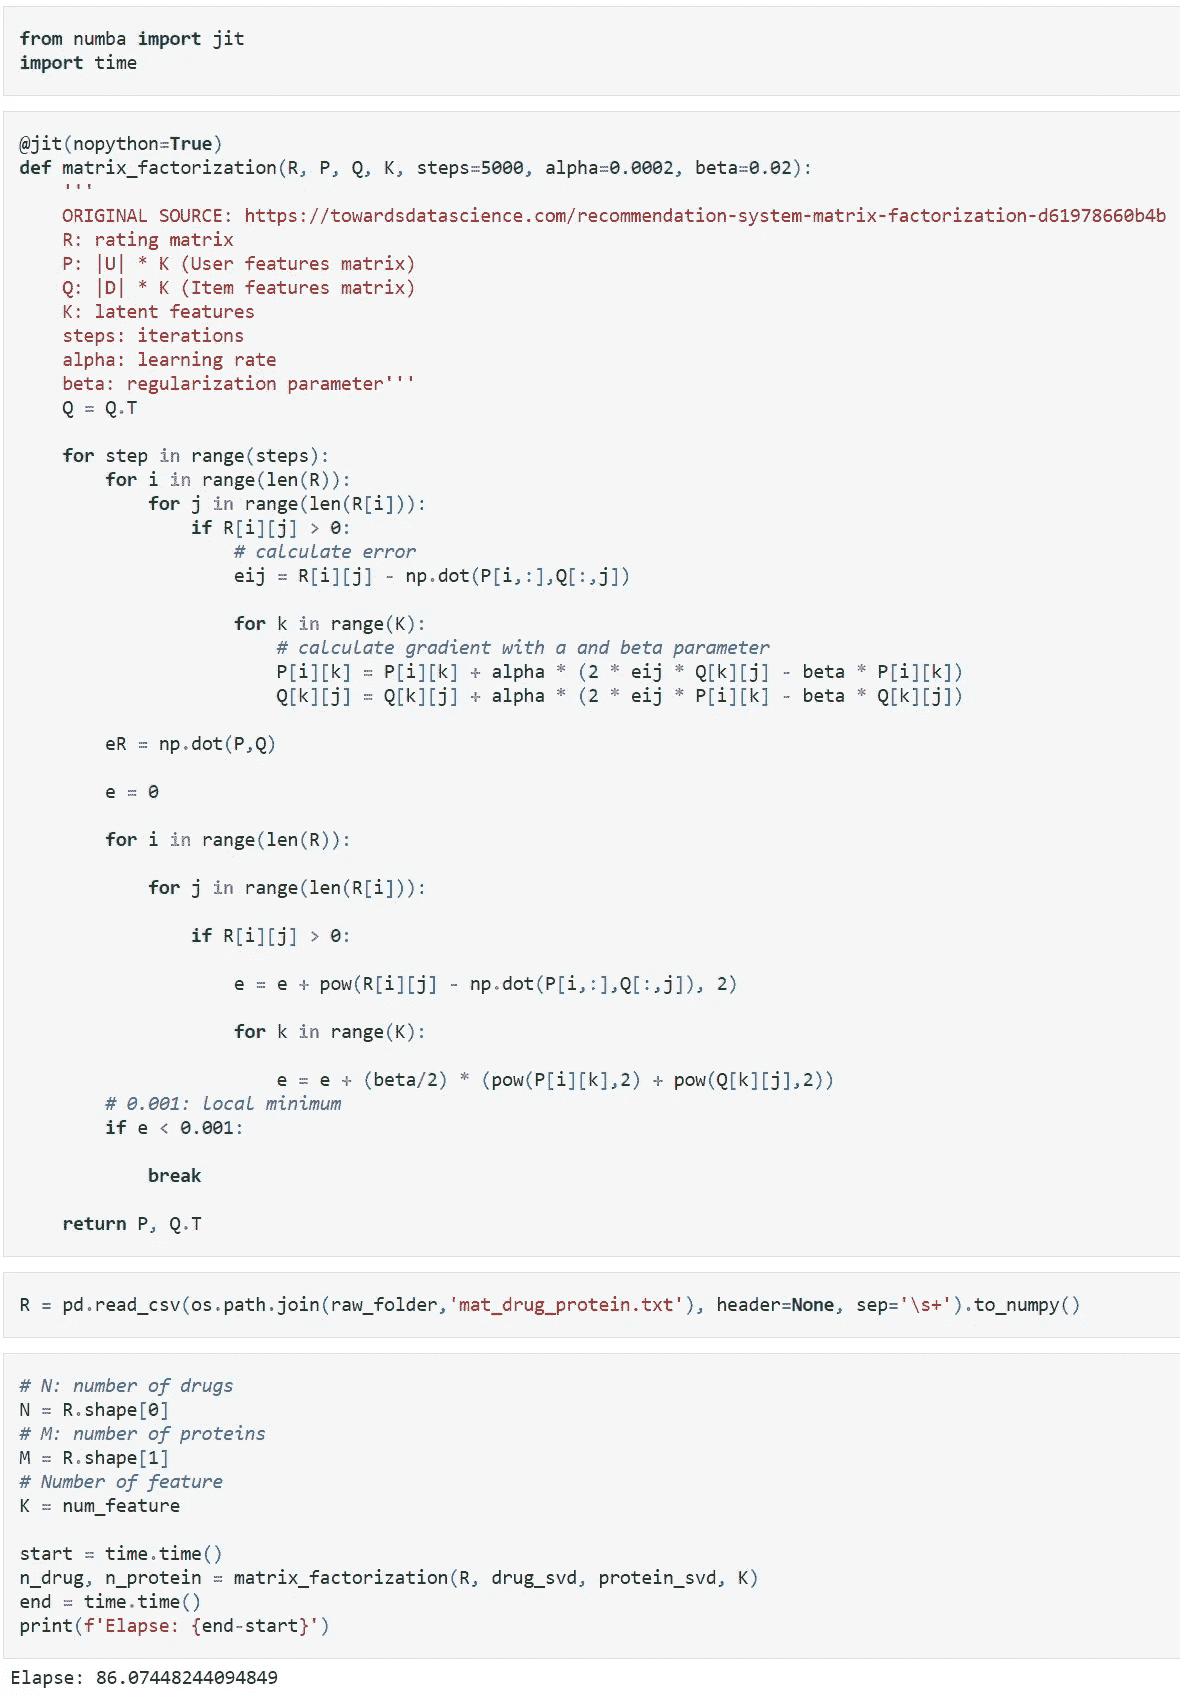 from numba import jit
import time
@jit(nopython=True)
def matrix_factorization(R, P, Q, K, steps=5000, alpha=0.0002, beta=0.02):
    '''
    ORIGINAL SOURCE: https://towardsdatascience.com/recommendation-system-matrix-factorization-d61978660b4b
    R: rating matrix
    P: |U| * K (User features matrix)
    Q: |D| * K (Item features matrix)
    K: latent features
    steps: iterations
    alpha: learning rate
    beta: regularization parameter'''
    Q = Q.T
    for step in range(steps):
        for i in range(len(R)):
            for j in range(len(R[i])):
                if R[i][j] > 0:
                    # calculate error
                    eij = R[i][j] - np.dot(P[i,:],Q[:,j])
                    for k in range(K):
                        # calculate gradient with a and beta parameter
                        P[i][k] = P[i][k] + alpha * (2 * eij * Q[k][j] - beta * P[i][k])
                        Q[k][j] = Q[k][j] + alpha * (2 * eij * P[i][k] - beta * Q[k][j])
        eR = np.dot(P,Q)
        e = 0
        for i in range(len(R)):
            for j in range(len(R[i])):
                if R[i][j] > 0:
                    e = e + pow(R[i][j] - np.dot(P[i,:],Q[:,j]), 2)
                    for k in range(K):
                        e = e + (beta/2) * (pow(P[i][k],2) + pow(Q[k][j],2))
        # 0.001: local minimum
        if e < 0.001:
            break
    return P, Q.T
R = pd.read_csv(os.path.join(raw_folder,'mat_drug_protein.txt'), header=None, sep='\s+').to_numpy()
# N: number of drugs
N = R.shape[0]
# M: number of proteins
M = R.shape[1]
# Number of feature
K = num_feature
start = time.time()
n_drug, n_protein = matrix_factorization(R, drug_svd, protein_svd, K)
end = time.time()
print(f'Elapse: {end-start}')
Elapse: 86.07448244094849